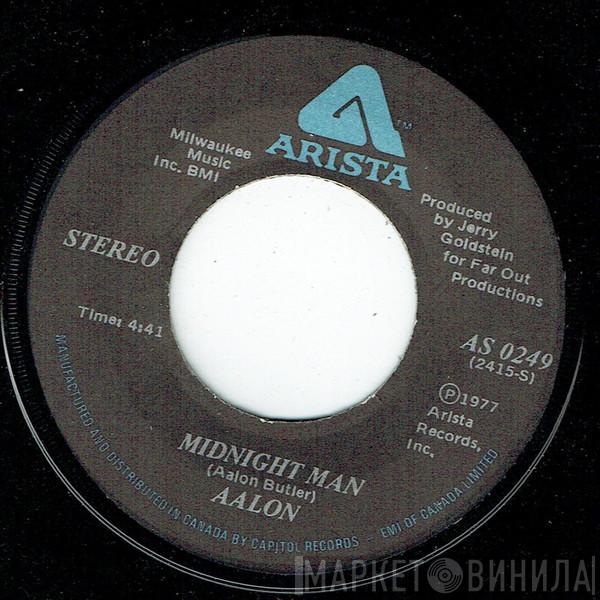 ARISTA
TM
Milwaukee
Music
Inc. BMI
Produced
by Jerry
Goldstein
for Far Out
Productions
STEREO
Time: 4:41
AS 0249
(2415-S)
℗1977
Arista
Records,
Inc.
MIDNIGHT MAN
(Aalon Butler)
AALON
MANUFACTURED AND DISTRIBUTED IN CANADA BY CAPITOL RECORDS - EMI OF CANADA LIMITED
МАРКЕТ ВИНИЛА